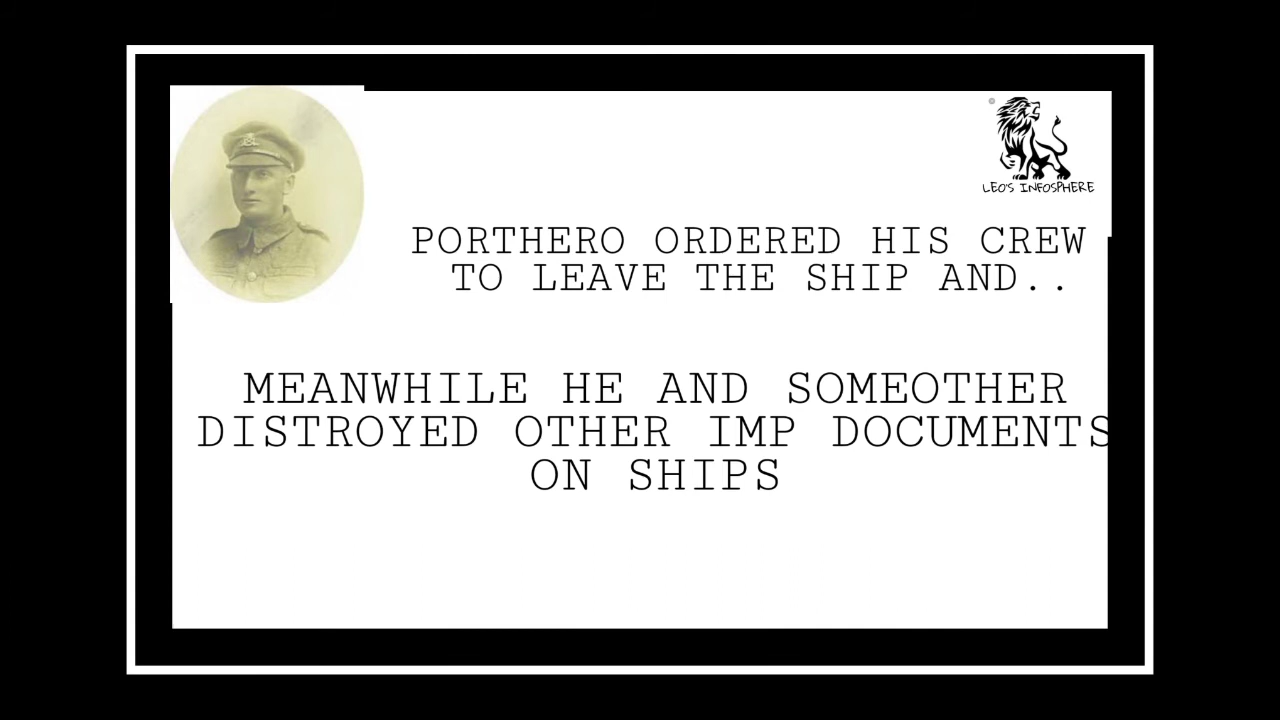 LEO'S INFOSPHERE
PORTHERO ORDERED HIS CREW
TO LEAVE THE SHIP AND..
MEANWHILE HE AND SOMEOTHER
DISTROYED OTHER IMP DOCUMENTS
ON SHIPS